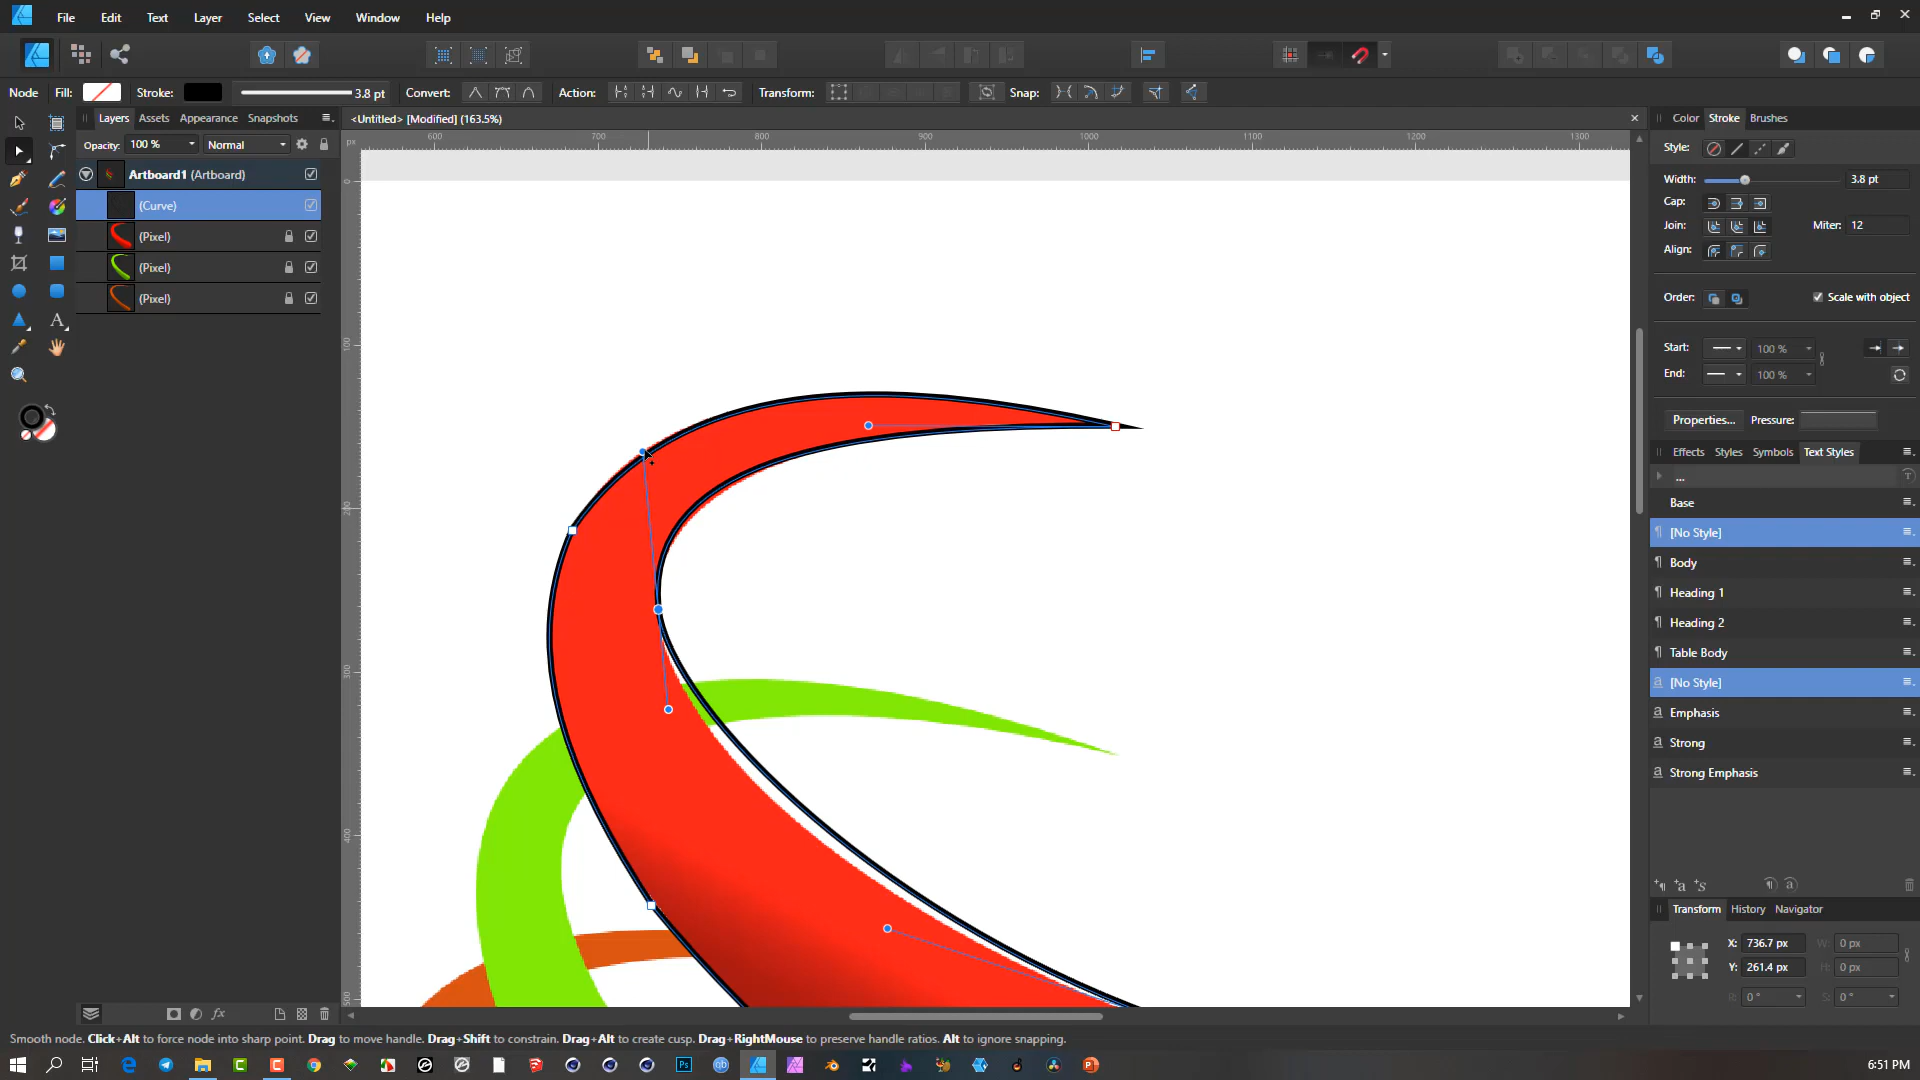 File Edit Text Layer Select View Window Help
Node Fill: Stroke: 3.8 pt Convert: Action: Transform: Snap:
Layers Assets Appearance Snapshots
<Untitled> [Modified] (163.5%)
Color Stroke Brushes
px 600 700 800 900 1000 1100 1200 1300
Opacity: 100 % Normal
Style:
Artboard1 (Artboard)
Width: 3.8 pt
0
(Curve)
Cap:
Join: Miter: 12
(Pixel)
Align:
(Pixel)
(Pixel)
Order: Scale with object
100
Start: 100 %
End: 100 %
Properties... Pressure:
Effects Styles Symbols Text Styles
...
200
Base
[No Style]
Body
Heading 1
Heading 2
Table Body
300
[No Style]
Emphasis
Strong
Strong Emphasis
400
Transform History Navigator
X: 736.7 px W: 0 px
Y: 261.4 px H: 0 px
R: 0 ° S: 0 °
500
Smooth node. Click+Alt to force node into sharp point. Drag to move handle. Drag+Shift to constrain. Drag+Alt to create cusp. Drag+RightMouse to preserve handle ratios. Alt to ignore snapping.
6:51 PM